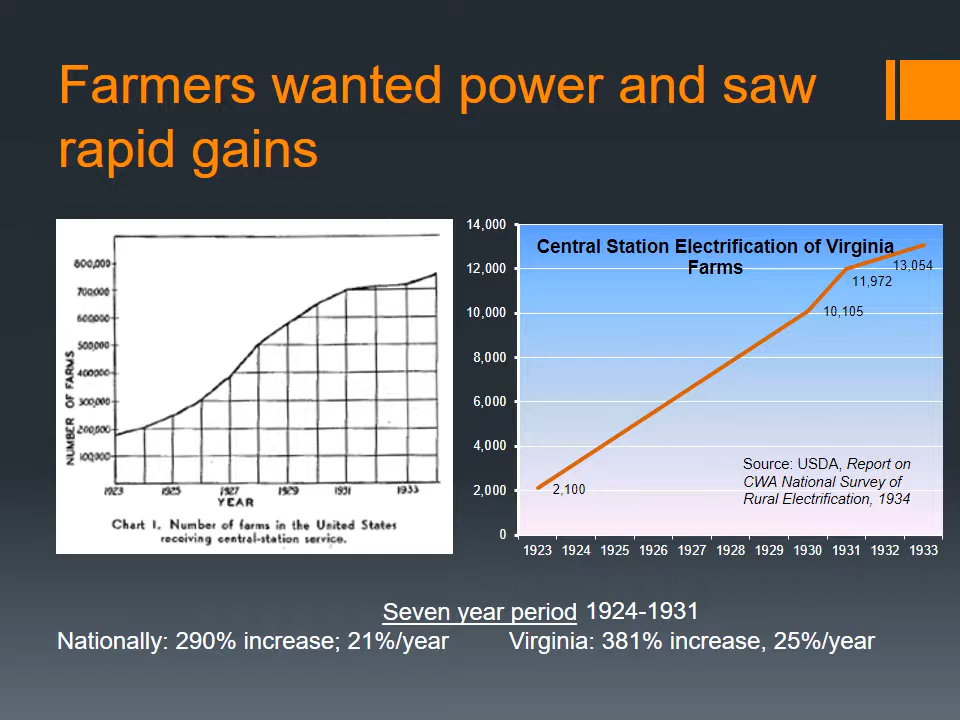 Farmers wanted power and saw
rapid gains
800,000
700,000
600,000
500,000
400,000
300,000
200,000
100,000
NUMBER OF FARMS
1923
1925
1927
1929
1931
1933
YEAR
Chart 1. Number of farms in the United States
receiving central-station service.
Central Station Electrification of Virginia
Farms
14,000
12,000
10,000
8,000
6,000
4,000
2,000
0
13,054
11,972
10,105
2,100
Source: USDA, Report on
CWA National Survey of
Rural Electrification, 1934
1923 1924 1925 1926 1927 1928 1929 1930 1931 1932 1933
Seven year period 1924-1931
Nationally: 290% increase; 21%/year
Virginia: 381% increase, 25%/year